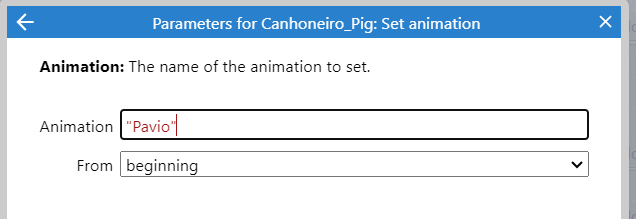 Parameters for Canhoneiro_Pig: Set animation
Animation: The name of the animation to set.
Animation "Pavio"
From beginning